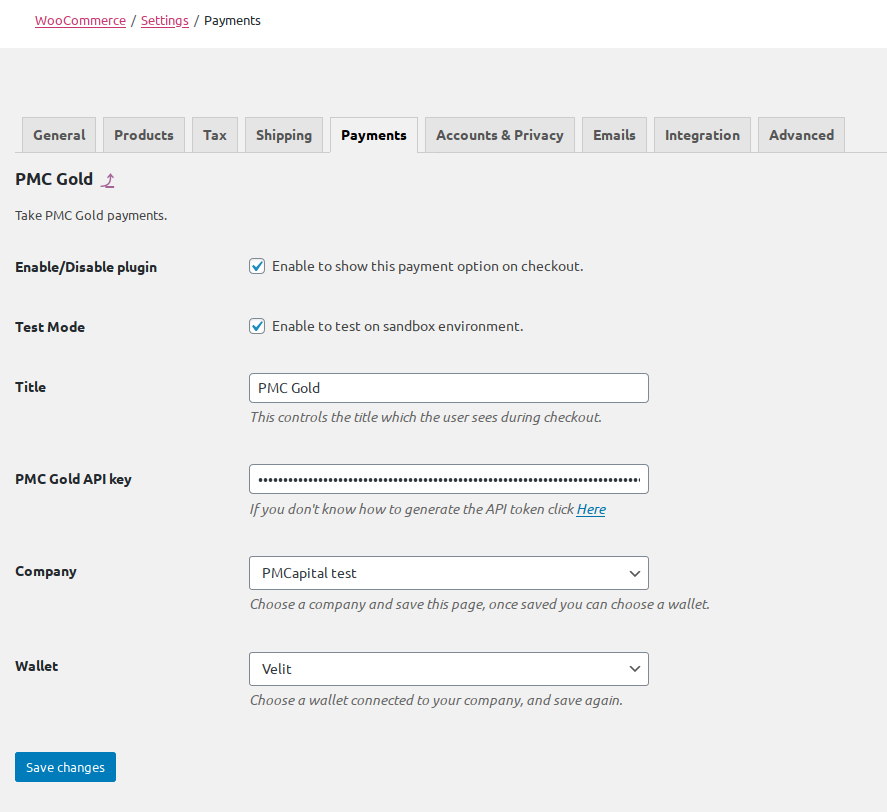 WooCommerce / Settings / Payments
General Products Tax Shipping Payments Accounts & Privacy Emails Integration Advanced
PMC Gold
Take PMC Gold payments.
Enable/Disable plugin Enable to show this payment option on checkout.
Test Mode Enable to test on sandbox environment.
Title PMC Gold
This controls the title which the user sees during checkout.
PMC Gold API key
If you don't know how to generate the API token click Here
Company PMCapital test
Choose a company and save this page, once saved you can choose a wallet.
Wallet Velit
Choose a wallet connected to your company, and save again.
Save changes